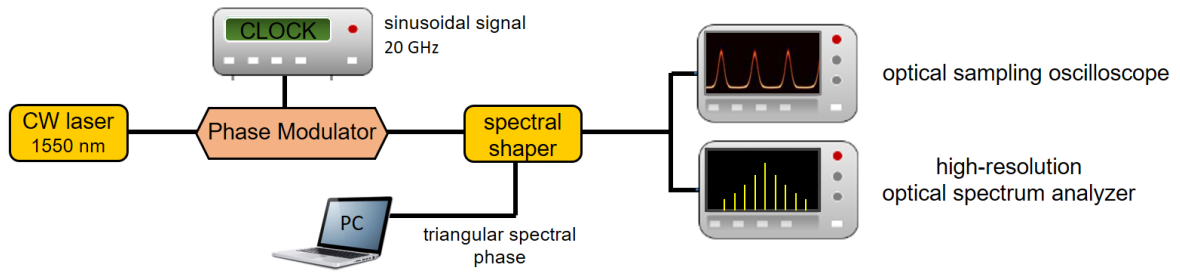 CLOCK
sinusoidal signal
20 GHz
CW laser
1550 nm
Phase Modulator
spectral
shaper
optical sampling oscilloscope
high-resolution
optical spectrum analyzer
PC
triangular spectral
phase